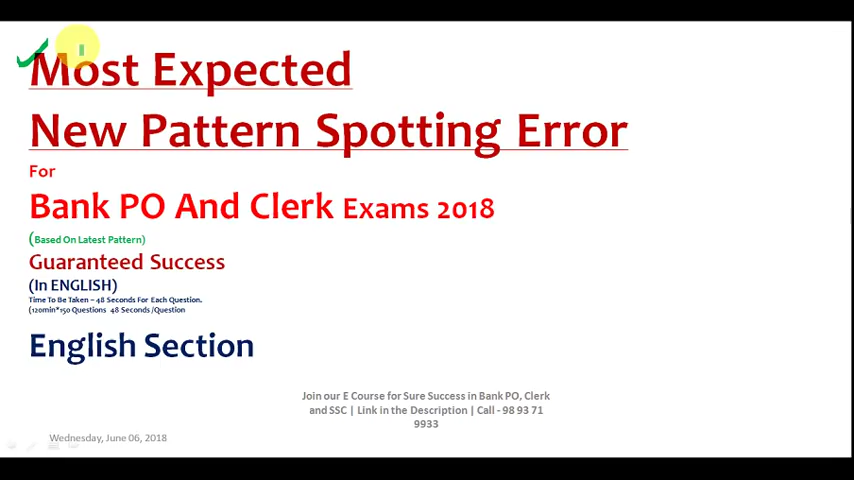 Most Expected
New Pattern Spotting Error
For
Bank PO And Clerk Exams 2018
(Based On Latest Pattern)
Guaranteed Success
(In ENGLISH)
Time To Be Taken – 48 Seconds For Each Question.
(120min*150 Questions 48 Seconds /Question
English Section
Join our E Course for Sure Success in Bank PO, Clerk
and SSC | Link in the Description | Call - 98 93 71
9933
Wednesday, June 06, 2018